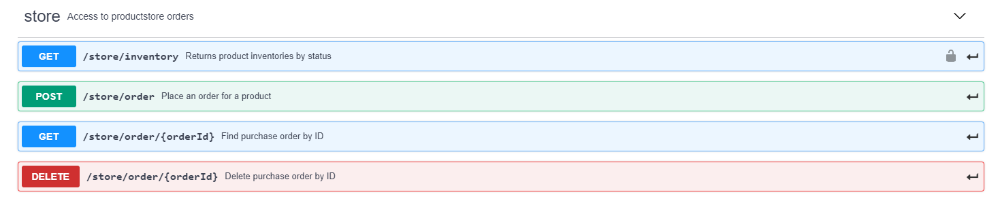 store Access to productstore orders
GET /store/inventory Returns product inventories by status
POST /store/order Place an order for a product
GET /store/order/{orderId} Find purchase order by ID
DELETE /store/order/{orderId} Delete purchase order by ID